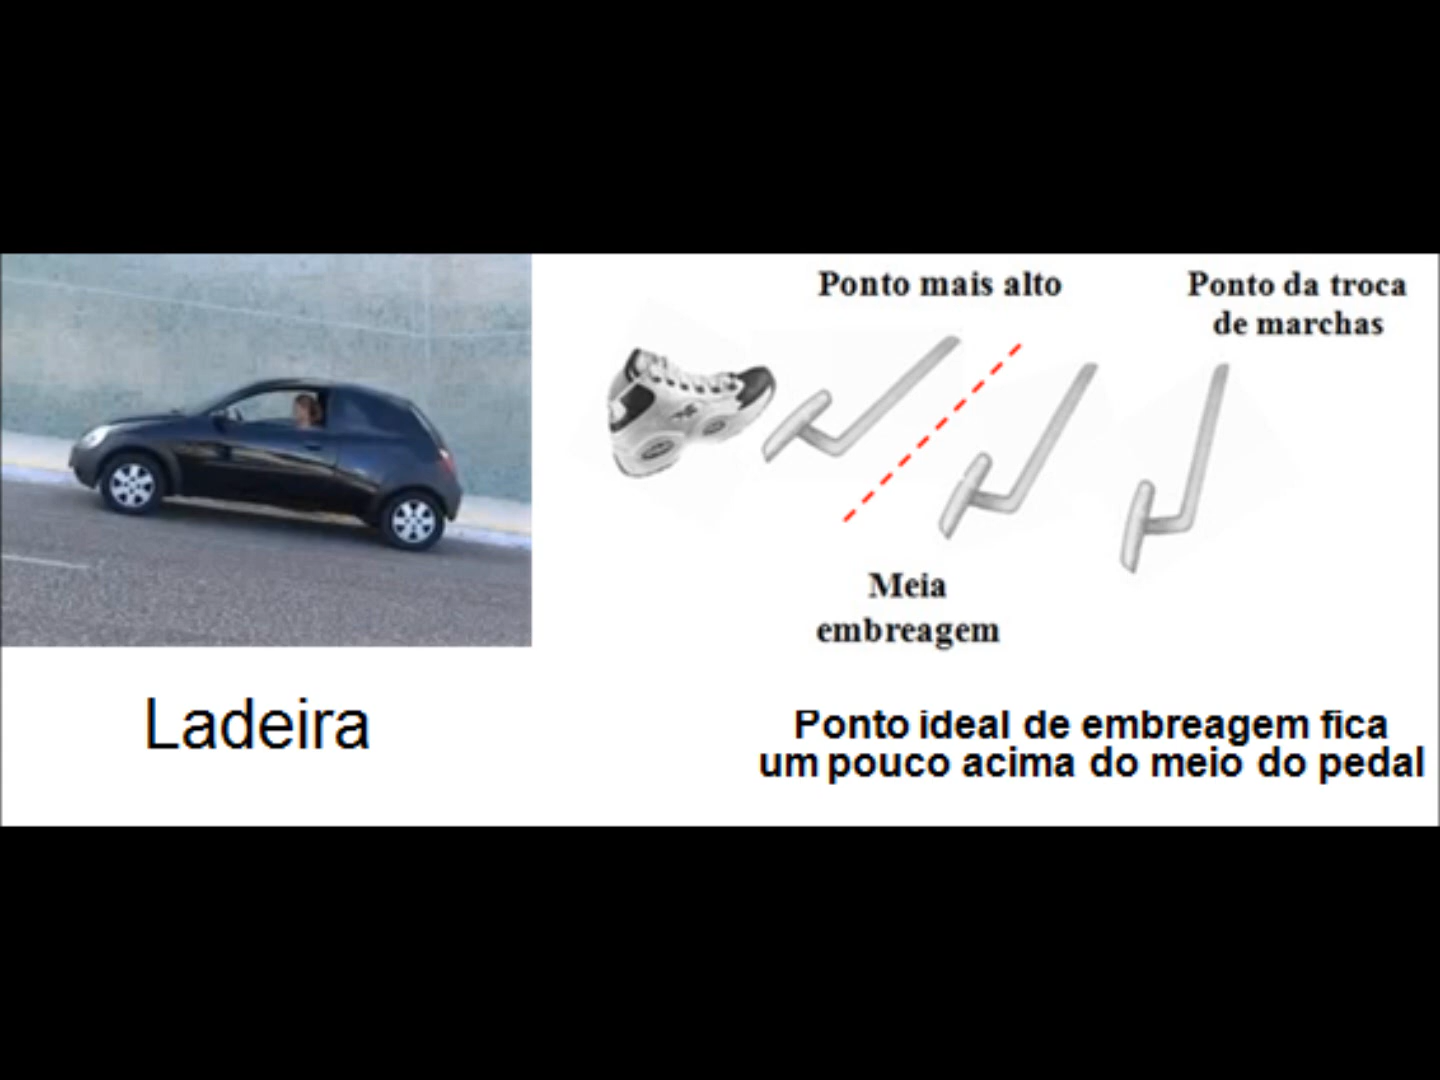 Ponto mais alto
Ponto da troca
de marchas
Meia
embreagem
Ladeira
Ponto ideal de embreagem fica
um pouco acima do meio do pedal